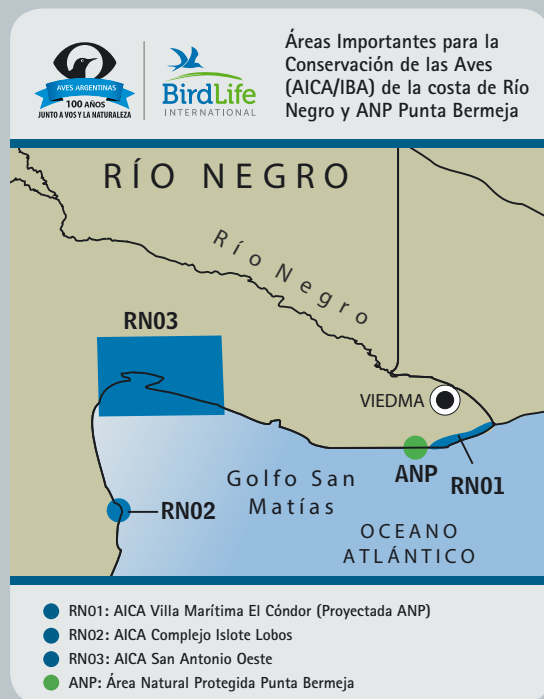 AVES ARGENTINAS
100 AÑOS
JUNTO A VOS Y LA NATURALEZA
BirdLife
INTERNATIONAL
Áreas Importantes para la
Conservación de las Aves
(AICA/IBA) de la costa de Río
Negro y ANP Punta Bermeja
RÍO NEGRO
Río Negro
RN03
VIEDMA
ANP
RN01
Golfo San
Matías
RN02
OCEANO
ATLÁNTICO
RN01: AICA Villa Marítima El Cóndor (Proyectada ANP)
RN02: AICA Complejo Islote Lobos
RN03: AICA San Antonio Oeste
ANP: Área Natural Protegida Punta Bermeja